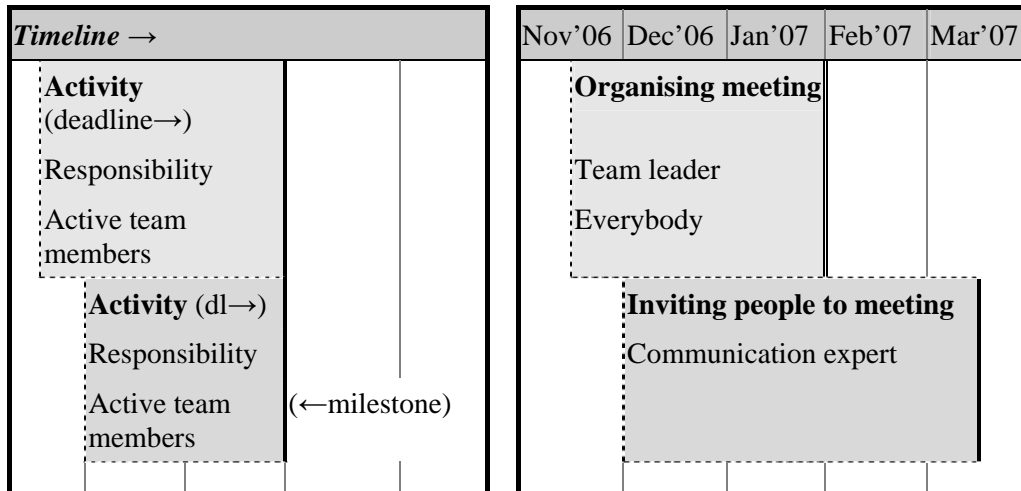 Timeline →
Activity
(deadline→)
Responsibility
Active team
members
Activity (dl→)
Responsibility
Active team
members
(←milestone)
Nov’06 Dec’06 Jan’07 Feb’07 Mar’07
Organising meeting
Team leader
Everybody
Inviting people to meeting
Communication expert